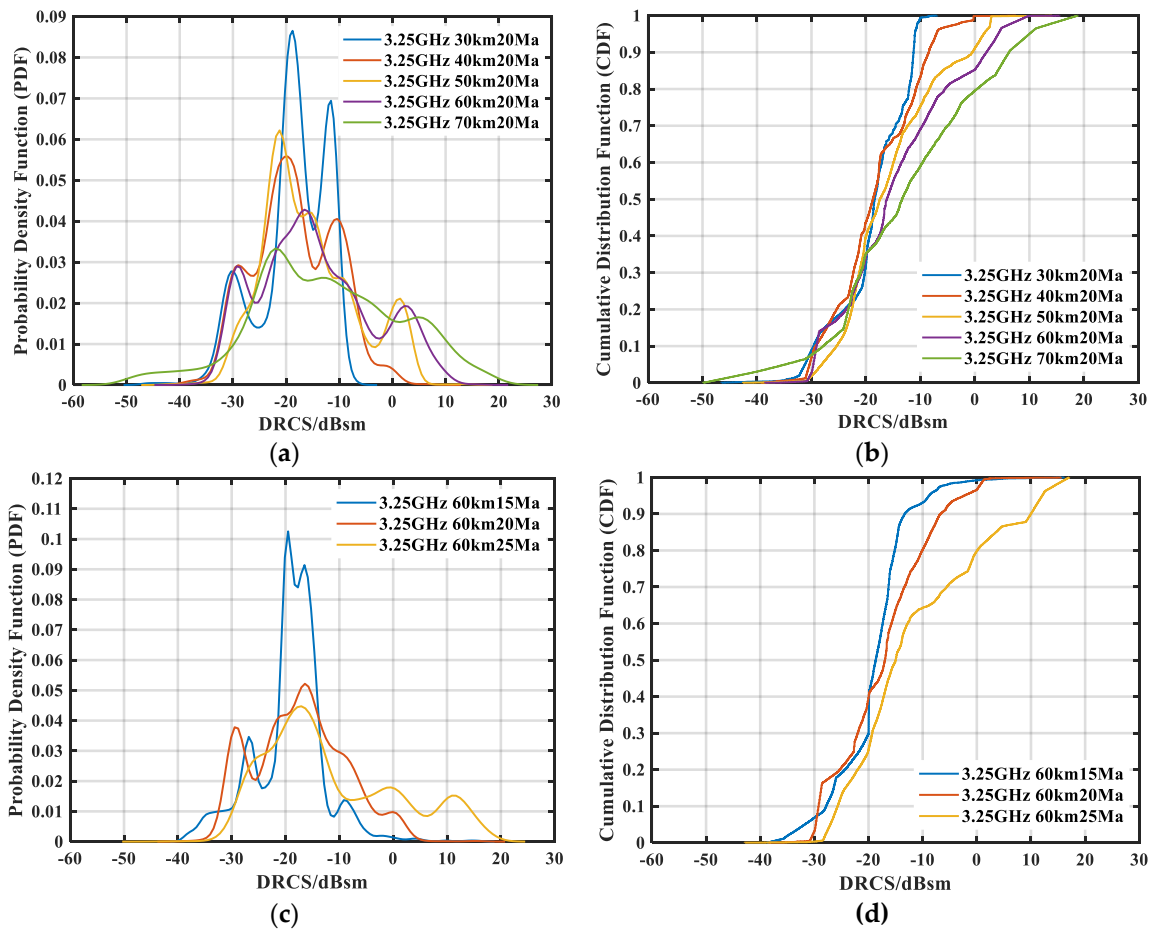 Probability Density Function (PDF)
0.09
0.08
0.07
0.06
0.05
0.04
0.03
0.02
0.01
0
3.25GHz 30km20Ma
3.25GHz 40km20Ma
3.25GHz 50km20Ma
3.25GHz 60km20Ma
3.25GHz 70km20Ma
-60 -50 -40 -30 -20 -10 0 10 20 30
DRCS/dBsm
(a)
Cumulative Distribution Function (CDF)
1
0.9
0.8
0.7
0.6
0.5
0.4
0.3
0.2
0.1
0
3.25GHz 30km20Ma
3.25GHz 40km20Ma
3.25GHz 50km20Ma
3.25GHz 60km20Ma
3.25GHz 70km20Ma
-60 -50 -40 -30 -20 -10 0 10 20 30
DRCS/dBsm
(b)
Probability Density Function (PDF)
0.12
0.11
0.1
0.09
0.08
0.07
0.06
0.05
0.04
0.03
0.02
0.01
0
3.25GHz 60km15Ma
3.25GHz 60km20Ma
3.25GHz 60km25Ma
-60 -50 -40 -30 -20 -10 0 10 20 30
DRCS/dBsm
(c)
Cumulative Distribution Function (CDF)
1
0.9
0.8
0.7
0.6
0.5
0.4
0.3
0.2
0.1
0
3.25GHz 60km15Ma
3.25GHz 60km20Ma
3.25GHz 60km25Ma
-60 -50 -40 -30 -20 -10 0 10 20 30
DRCS/dBsm
(d)